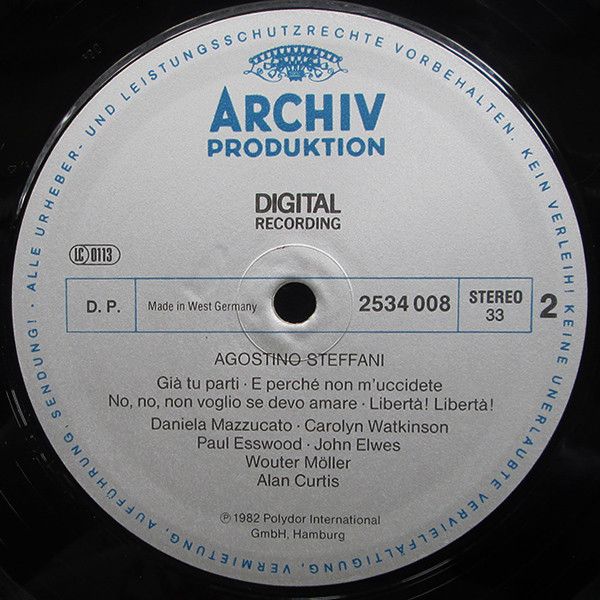 ALLE URHEBER- UND LEISTUNGSSCHUTZRECHTE VORBEHALTEN. KEIN VERLEIH! KEINE UNERLAUBTE VERVIELFÄLTIGUNG, VERMIETUNG, AUFFÜHRUNG, SENDUNG! ·
ARCHIV
PRODUKTION
DIGITAL
RECORDING
LC 0113
D. P. Made in West Germany 2534 008 STEREO 33 2
AGOSTINO STEFFANI
Già tu parti · E perché non m'uccidete
No, no, non voglio se devo amare · Libertà! Libertà!
Daniela Mazzucato · Carolyn Watkinson
Paul Esswood · John Elwes
Wouter Möller
Alan Curtis
℗ 1982 Polydor International
GmbH, Hamburg